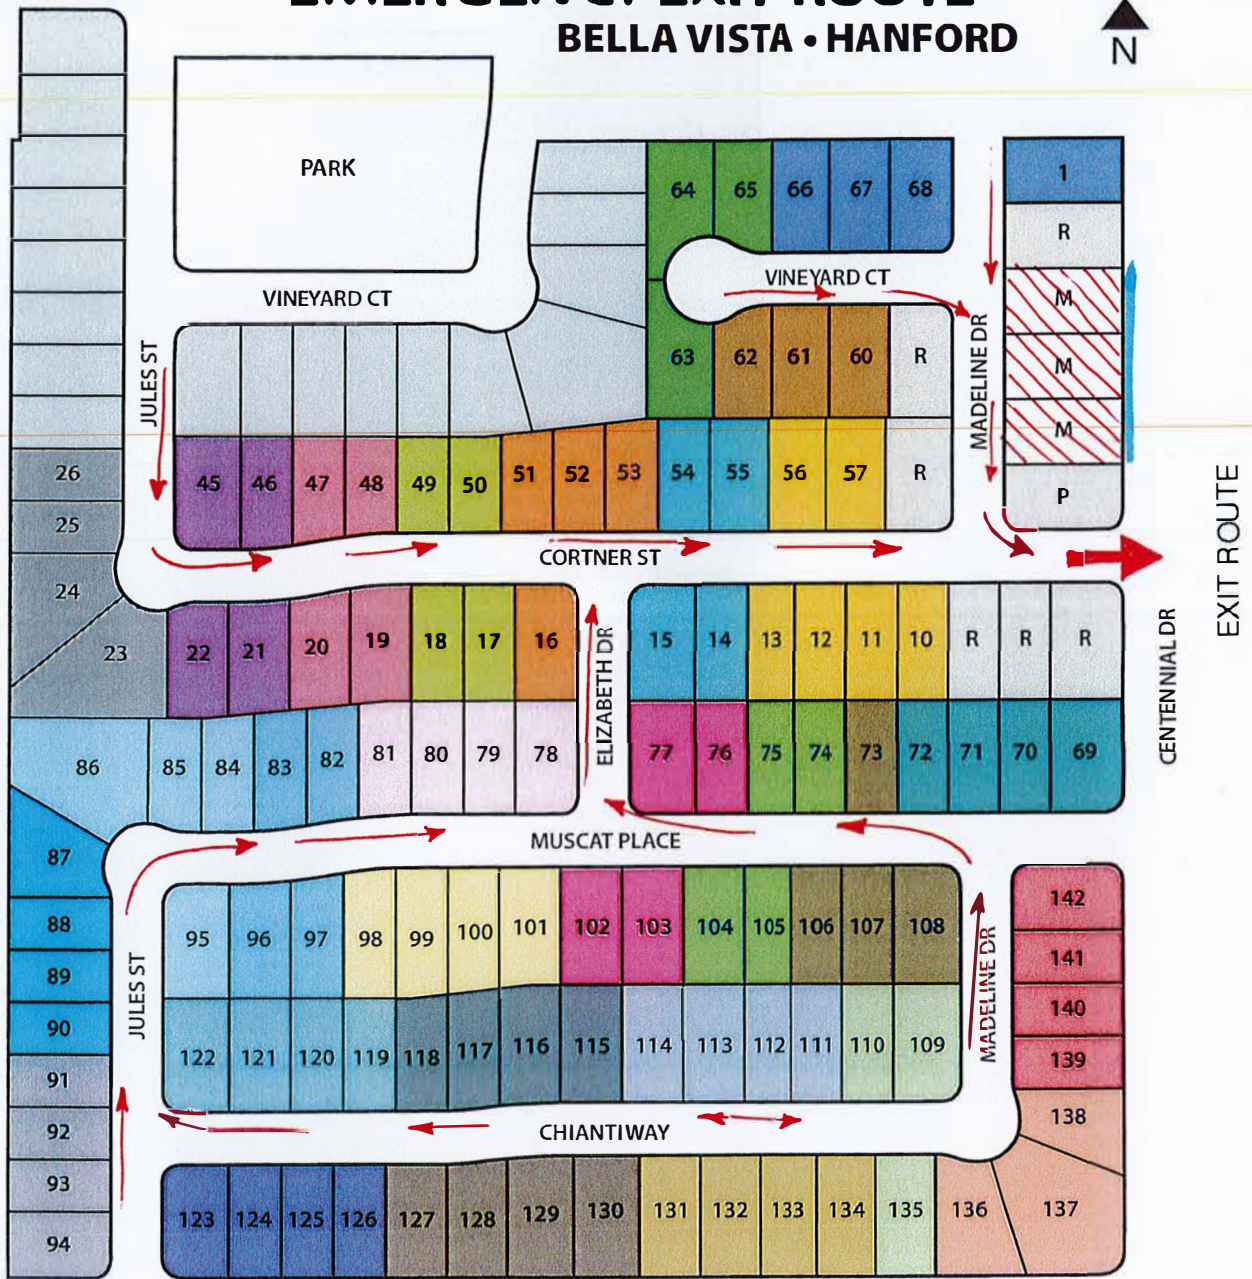 EMERGENCY EXIT ROUTE
BELLA VISTA • HANFORD
N
PARK
64 65 66 67 68 1
R
VINEYARD CT VINEYARD CT
M
JULES ST
MADELINE DR
63 62 61 60 R M
M
26 45 46 47 48 49 50 51 52 53 54 55 56 57 R P
25
CORTNER ST
EXIT ROUTE
24
23 22 21 20 19 18 17 16 15 14 13 12 11 10 R R R
ELIZABETH DR
CENTENNIAL DR
86 85 84 83 82 81 80 79 78 77 76 75 74 73 72 71 70 69
MUSCAT PLACE
87
88 95 96 97 98 99 100 101 102 103 104 105 106 107 108 142
89 141
JULES ST
MADELINE DR
90 122 121 120 119 118 117 116 115 114 113 112 111 110 109 140
91 139
92 CHIANTI WAY 138
93 123 124 125 126 127 128 129 130 131 132 133 134 135 136 137
94